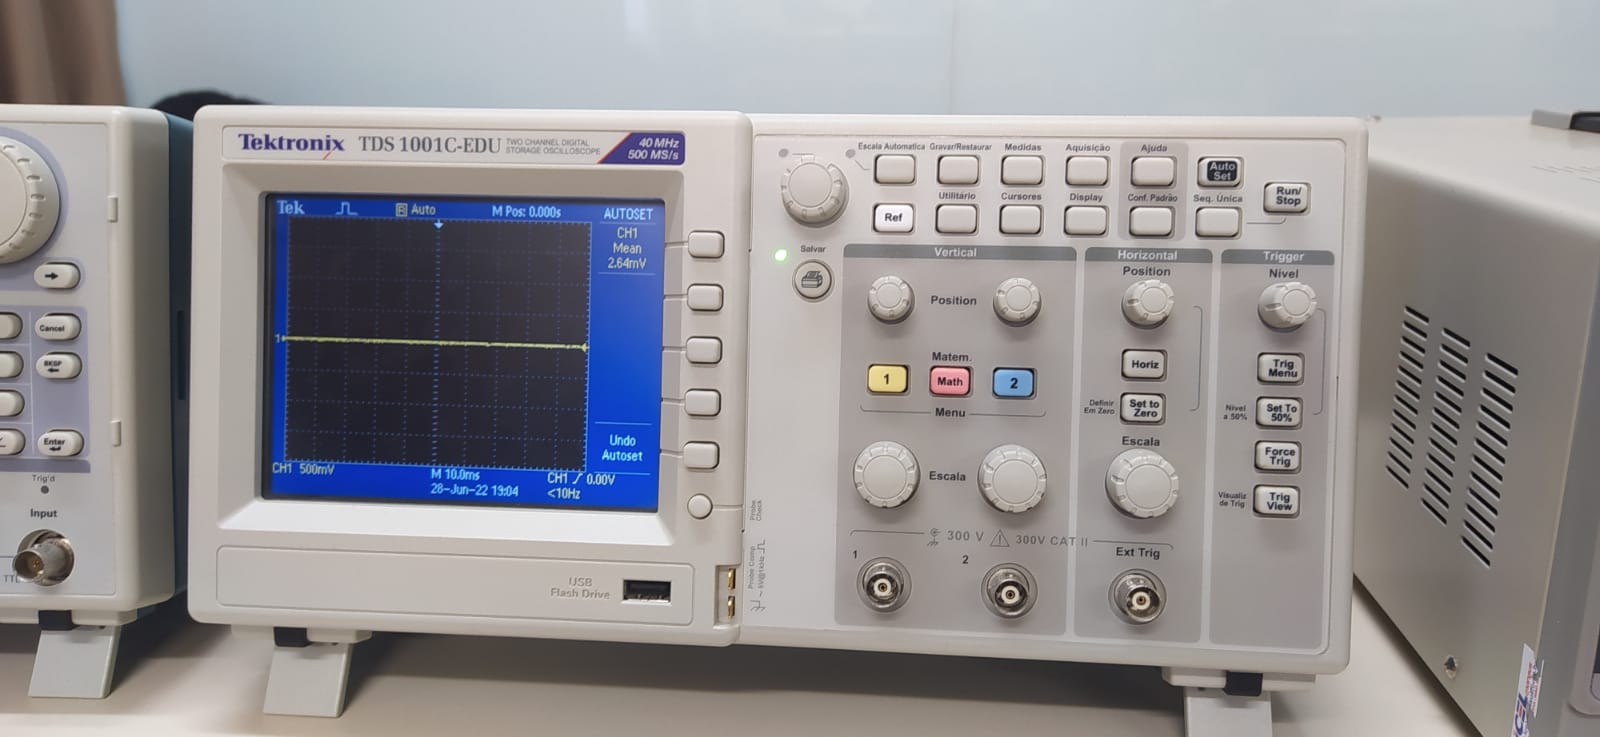 Tektronix TDS 1001C-EDU TWO CHANNEL DIGITAL STORAGE OSCILLOSCOPE
40 MHz
500 MS/s
Tek Auto M Pos: 0.000s AUTOSET
CH1
Mean
2.64mV
1
Undo
Autoset
CH1 500mV M 10.0ms CH1 0.00V
28-Jun-22 19:04 <10Hz
USB
Flash Drive
Probe Check
Probe Comp
Escala Automatica Gravar/Restaurar Medidas Aquisição Ajuda Auto Set
Utilitário Cursores Display Conf. Padrão Seq. Única Run/Stop
Ref
Salvar
Vertical
Position
Matem.
1 Math 2
Menu
Escala
300 V 300V CAT II
1
2
Horizontal
Position
Horiz
Definir
Em Zero
Set to
Zero
Escala
Ext Trig
Trigger
Nível
Trig
Menu
Nível
a 50%
Set To
50%
Force
Trig
Visualiz
de Trig
Trig
View
Cancel
BKSP
Enter
Trig'd
Input